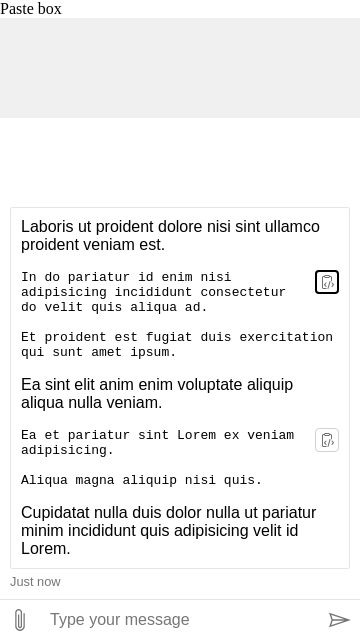 Paste box
Laboris ut proident dolore nisi sint ullamco
proident veniam est.
In do pariatur id enim nisi
adipisicing incididunt consectetur
do velit quis aliqua ad.
Et proident est fugiat duis exercitation
qui sunt amet ipsum.
Ea sint elit anim enim voluptate aliquip
aliqua nulla veniam.
Ea et pariatur sint Lorem ex veniam
adipisicing.
Aliqua magna aliquip nisi quis.
Cupidatat nulla duis dolor nulla ut pariatur
minim incididunt quis adipisicing velit id
Lorem.
Just now
Type your message